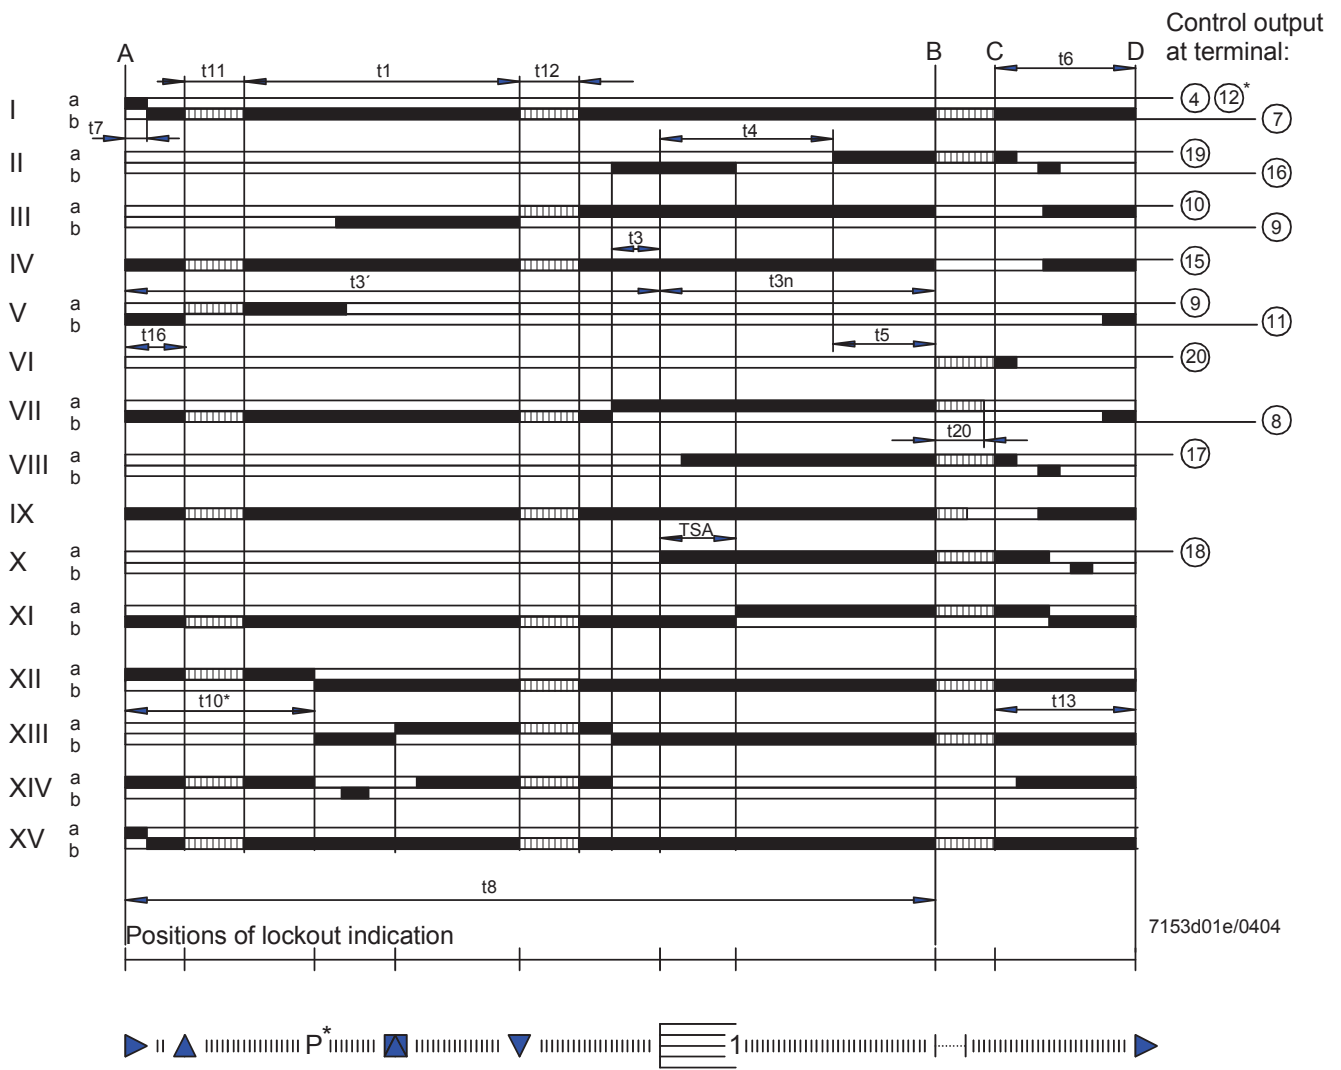 Control output
at terminal:
A B C D
t11 t1 t12 t6
I a b 4 12* 7
t7 t4
II a b 19 16
III a b 10 9
t3
IV 15
t3´ t3n
V a b 9 11
t16 t5
VI 20
VII a b 8
t20
VIII a b 17
IX
TSA
X a b 18
XI a b
XII a b
t10* t13
XIII a b
XIV a b
XV a b
t8
Positions of lockout indication
7153d01e/0404
P* 1